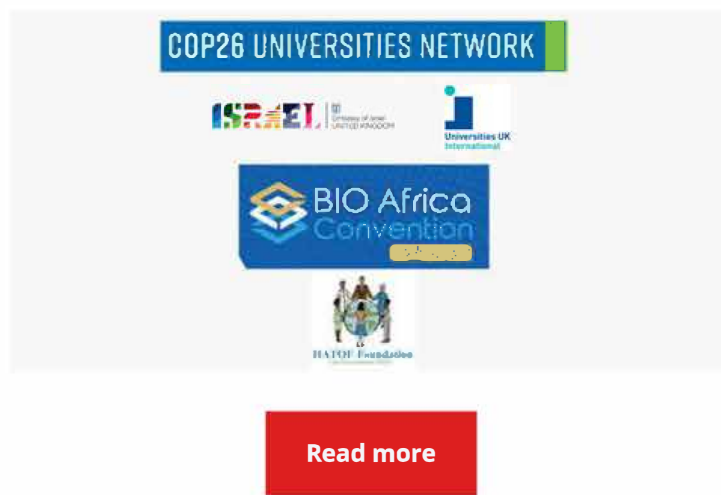 COP26 UNIVERSITIES NETWORK
ISRAEL
Embassy of Israel
UNITED KINGDOM
Universities UK
International
BIO Africa
Convention
HATOF Foundation
Read more